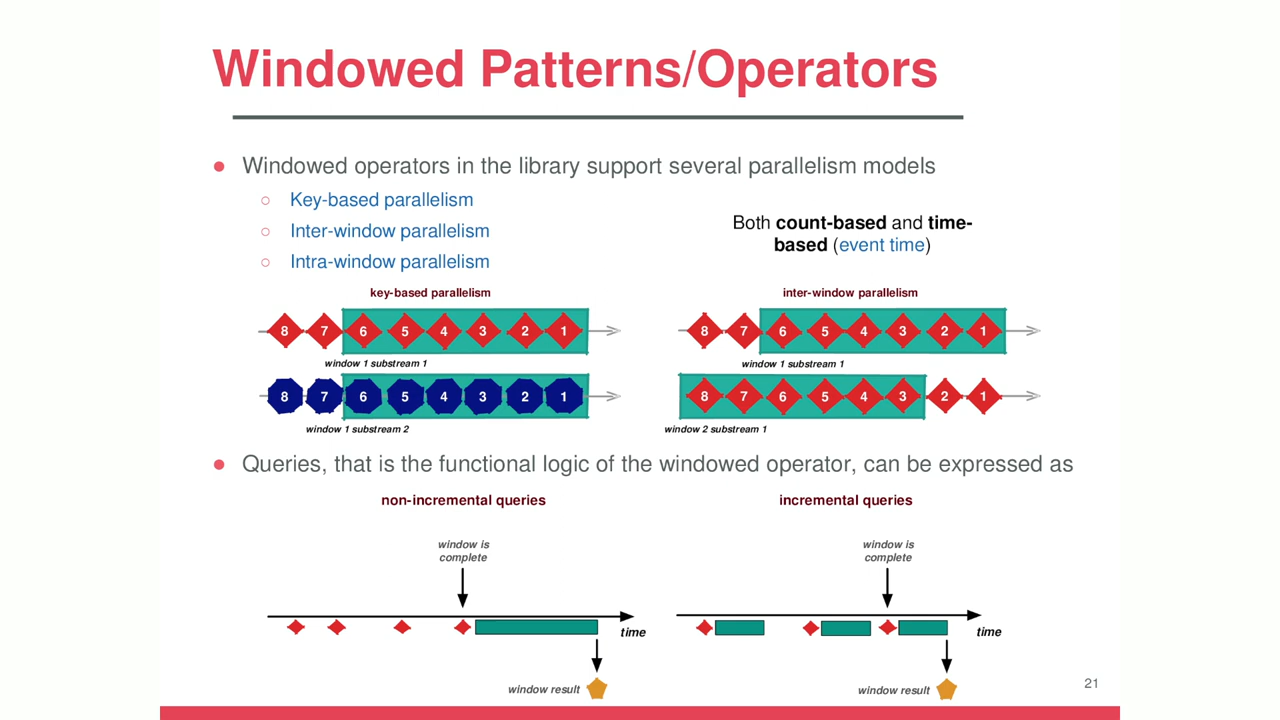 Windowed Patterns/Operators
● Windowed operators in the library support several parallelism models
○ Key-based parallelism
○ Inter-window parallelism
○ Intra-window parallelism
Both count-based and time-
based (event time)
key-based parallelism
8 7 6 5 4 3 2 1
window 1 substream 1
8 7 6 5 4 3 2 1
window 1 substream 2
inter-window parallelism
8 7 6 5 4 3 2 1
window 1 substream 1
8 7 6 5 4 3 2 1
window 2 substream 1
● Queries, that is the functional logic of the windowed operator, can be expressed as
non-incremental queries
window is
complete
time
window result
incremental queries
window is
complete
time
window result
21